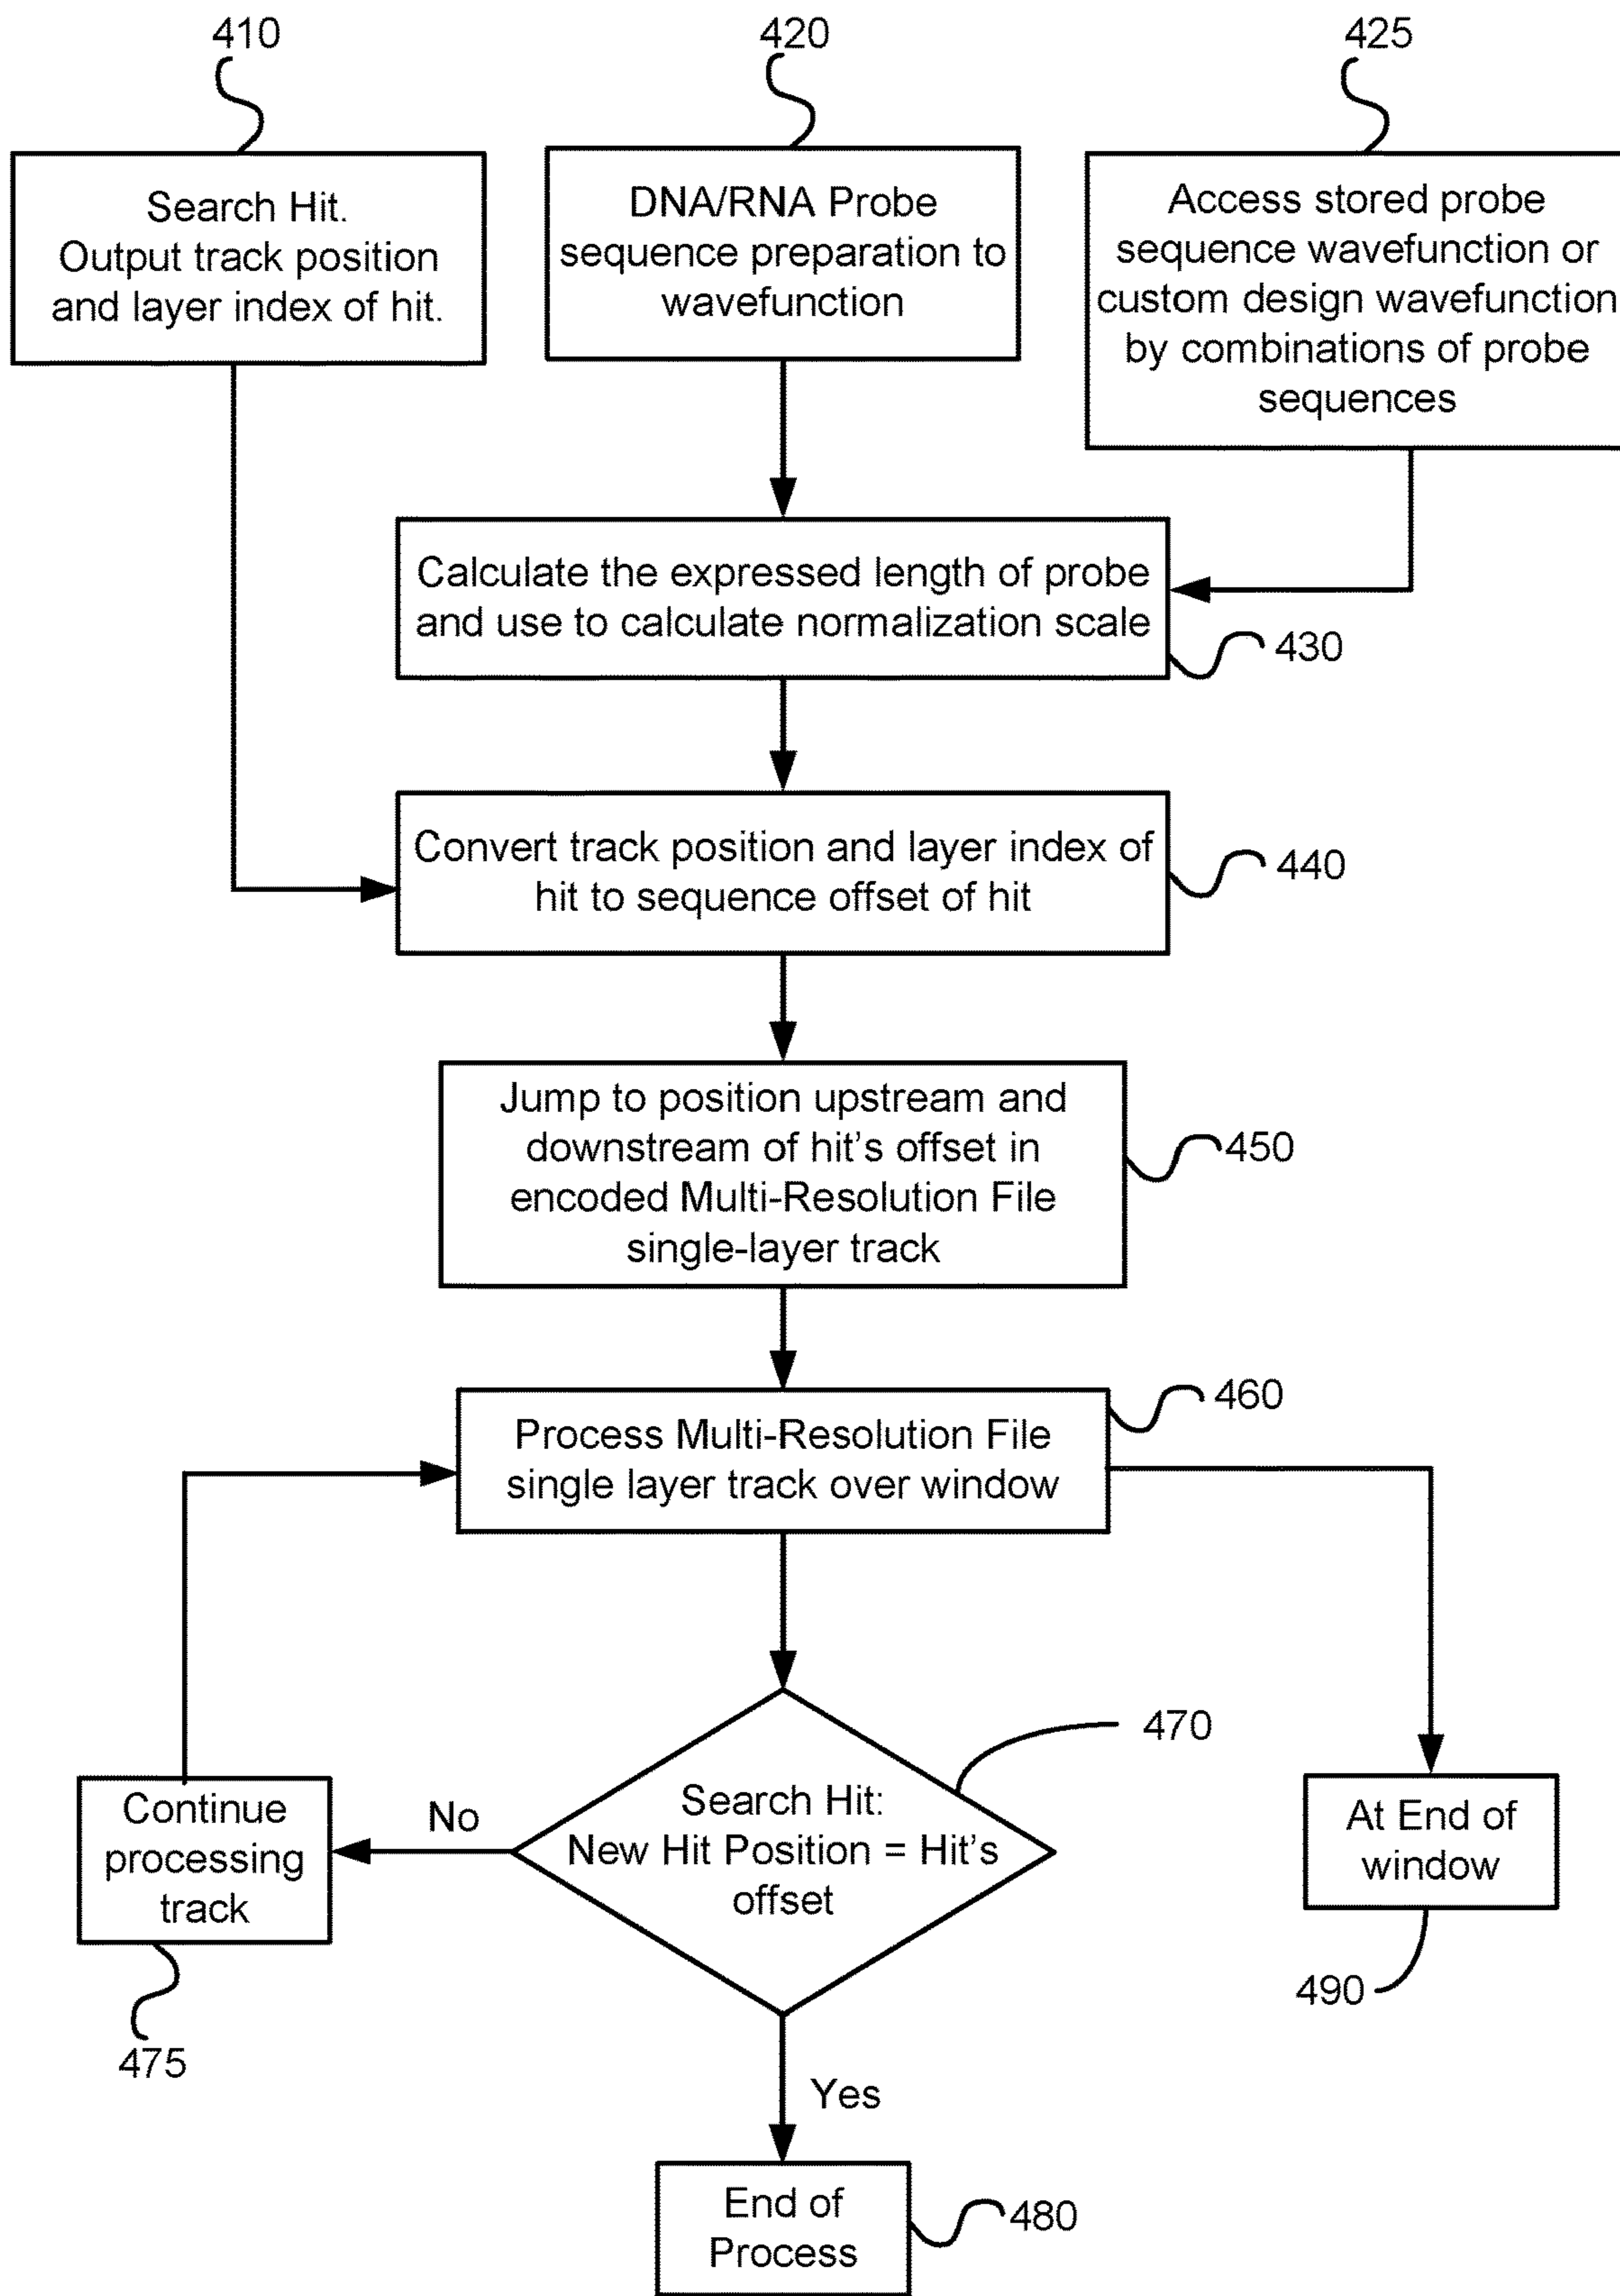 410
420
425
Search Hit.
Output track position
and layer index of hit.
DNA/RNA Probe
sequence preparation to
wavefunction
Access stored probe
sequence wavefunction or
custom design wavefunction
by combinations of probe
sequences
Calculate the expressed length of probe
and use to calculate normalization scale
430
Convert track position and layer index of
hit to sequence offset of hit
440
Jump to position upstream and
downstream of hit's offset in
encoded Multi-Resolution File
single-layer track
450
Process Multi-Resolution File
single layer track over window
460
470
Search Hit:
New Hit Position = Hit's
offset
No
Continue
processing
track
475
At End of
window
490
Yes
End of
Process
480